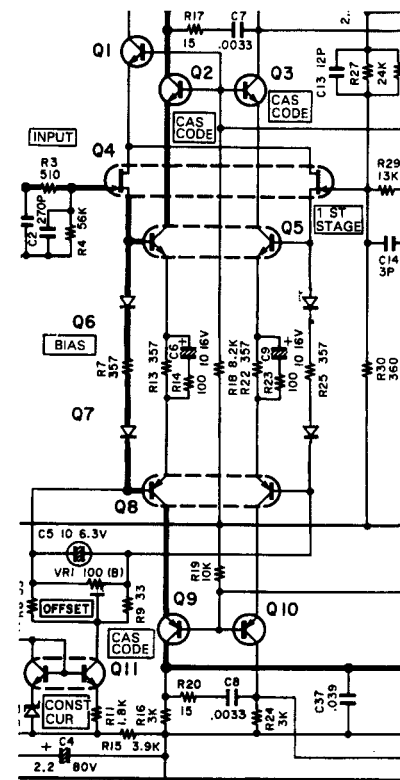 R17
C7
15
.0033
2..
Q1
Q2
Q3
CAS
CODE
CAS
CODE
C13 12P
R27
24K
INPUT
Q4
R3
510
R29
13K
C2
270P
R4 56K
1 ST
STAGE
Q5
C14
3P
Q6
BIAS
R7
357
R13 357
R14
C6
100
10 16V
R18 8.2K
R22 357
R23
C9
100
10 16V
R25 357
R30
360
Q7
Q8
C5 10 6.3V
VR1 100 (B)
OFFSET
R9 33
R19
10K
Q9
Q10
CAS
CODE
Q11
CONST
CUR
R20
15
C8
.0033
C37
.039
R11
1.8K
R16
3K
R24
3K
C4
2.2 80V
R15 3.9K